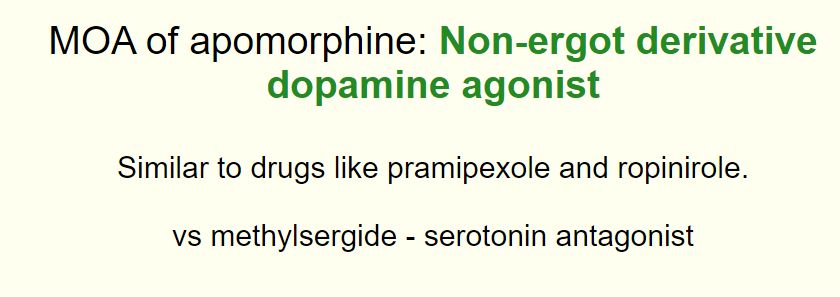 MOA of apomorphine: Non-ergot derivative
dopamine agonist
Similar to drugs like pramipexole and ropinirole.
vs methylsergide - serotonin antagonist